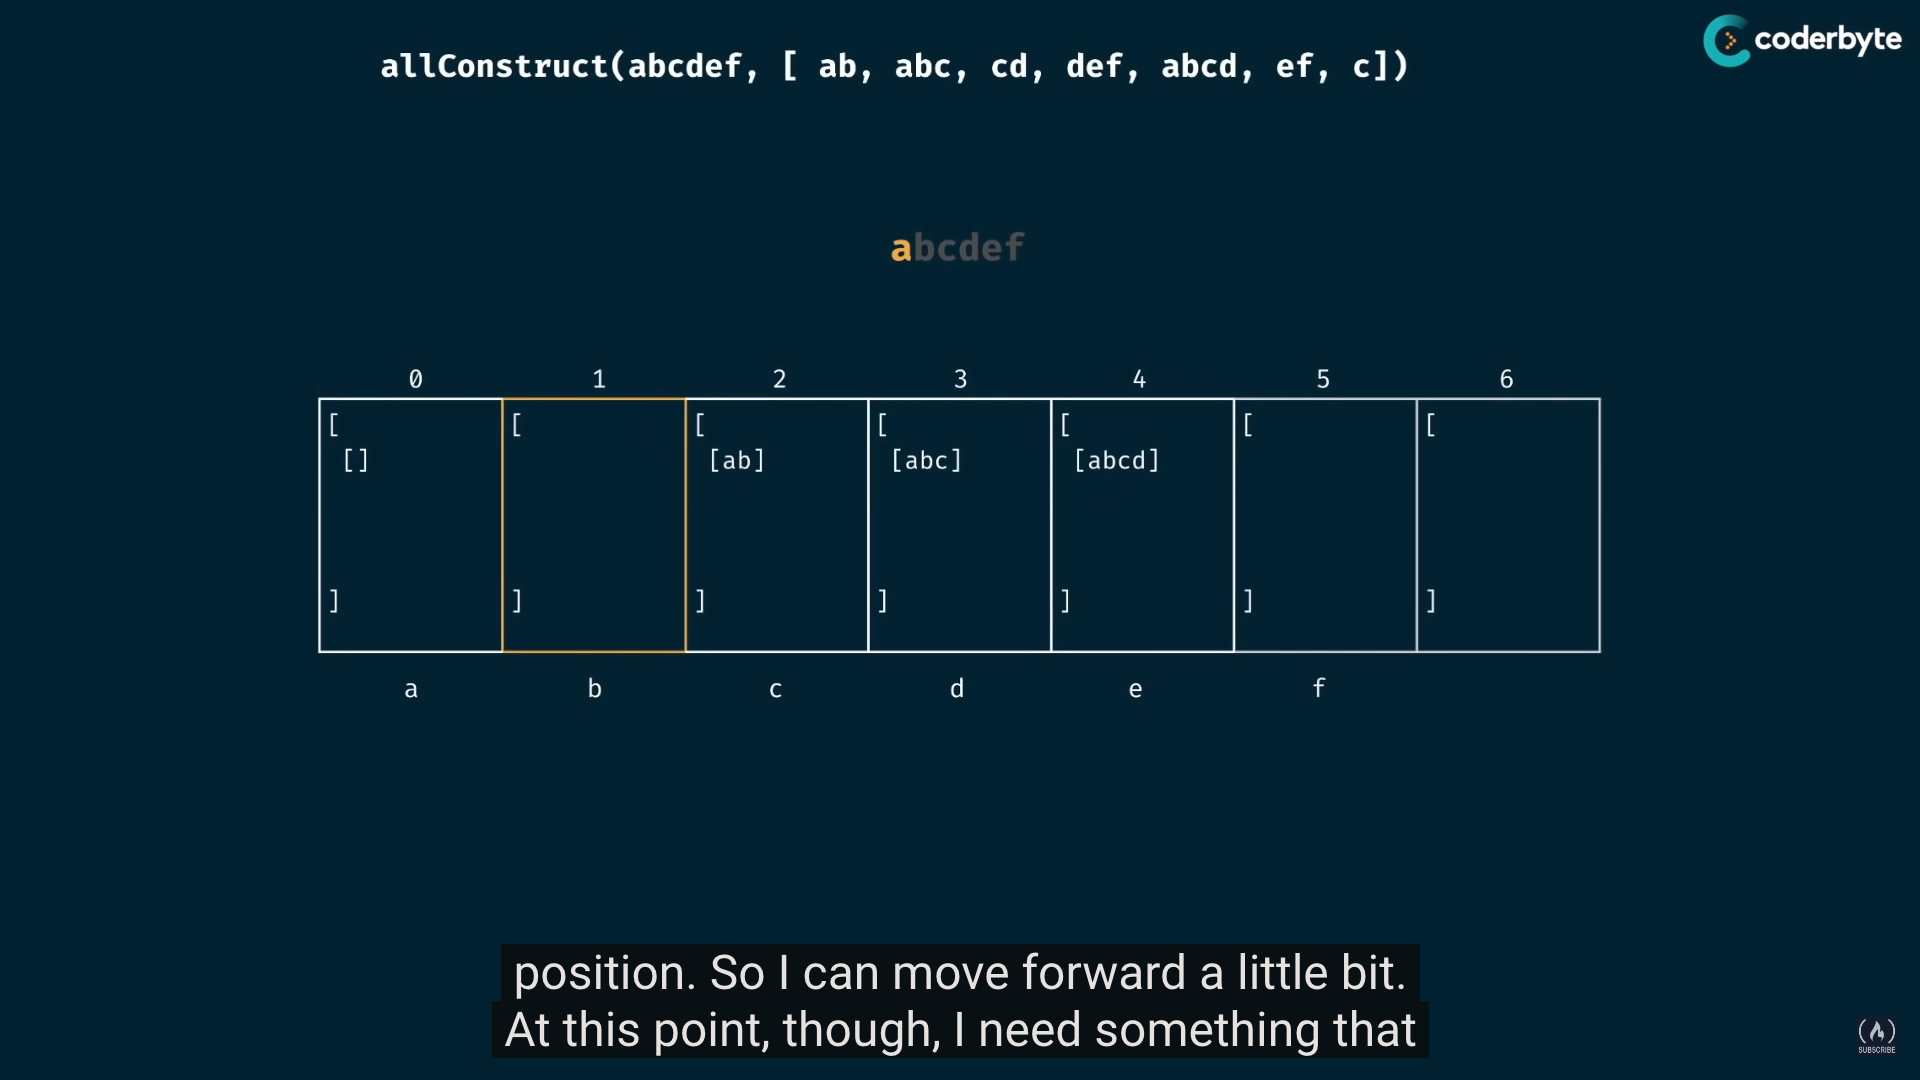 coderbyte
allConstruct(abcdef, [ ab, abc, cd, def, abcd, ef, c])
abcdef
0 1 2 3 4 5 6
[ [ [ [ [ [ [
[] [ab] [abc] [abcd]
] ] ] ] ] ] ]
a b c d e f
position. So I can move forward a little bit.
At this point, though, I need something that
SUBSCRIBE